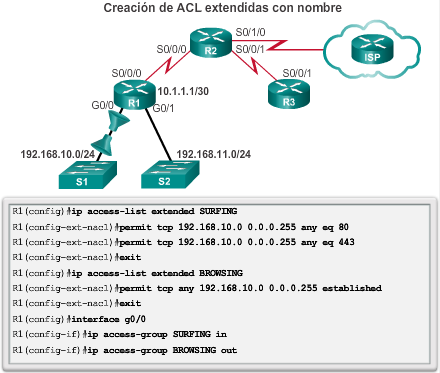 Creación de ACL extendidas con nombre
S0/1/0
R2
S0/0/0
S0/0/1
ISP
S0/0/0
S0/0/1
10.1.1.1/30
R1
R3
G0/0
G0/1
192.168.10.0/24
192.168.11.0/24
S1
S2
R1(config)#ip access-list extended SURFING
R1(config-ext-nacl)#permit tcp 192.168.10.0 0.0.0.255 any eq 80
R1(config-ext-nacl)#permit tcp 192.168.10.0 0.0.0.255 any eq 443
R1(config-ext-nacl)#exit
R1(config)#ip access-list extended BROWSING
R1(config-ext-nacl)#permit tcp any 192.168.10.0 0.0.0.255 established
R1(config-ext-nacl)#exit
R1(config)#interface g0/0
R1(config-if)#ip access-group SURFING in
R1(config-if)#ip access-group BROWSING out